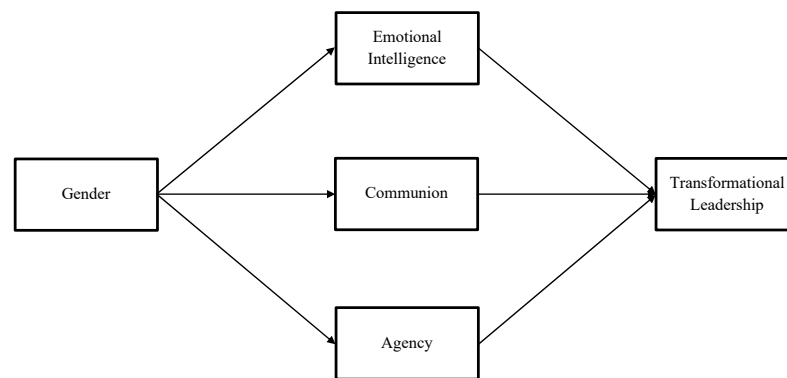 Emotional
Intelligence
Gender
Communion
Transformational
Leadership
Agency